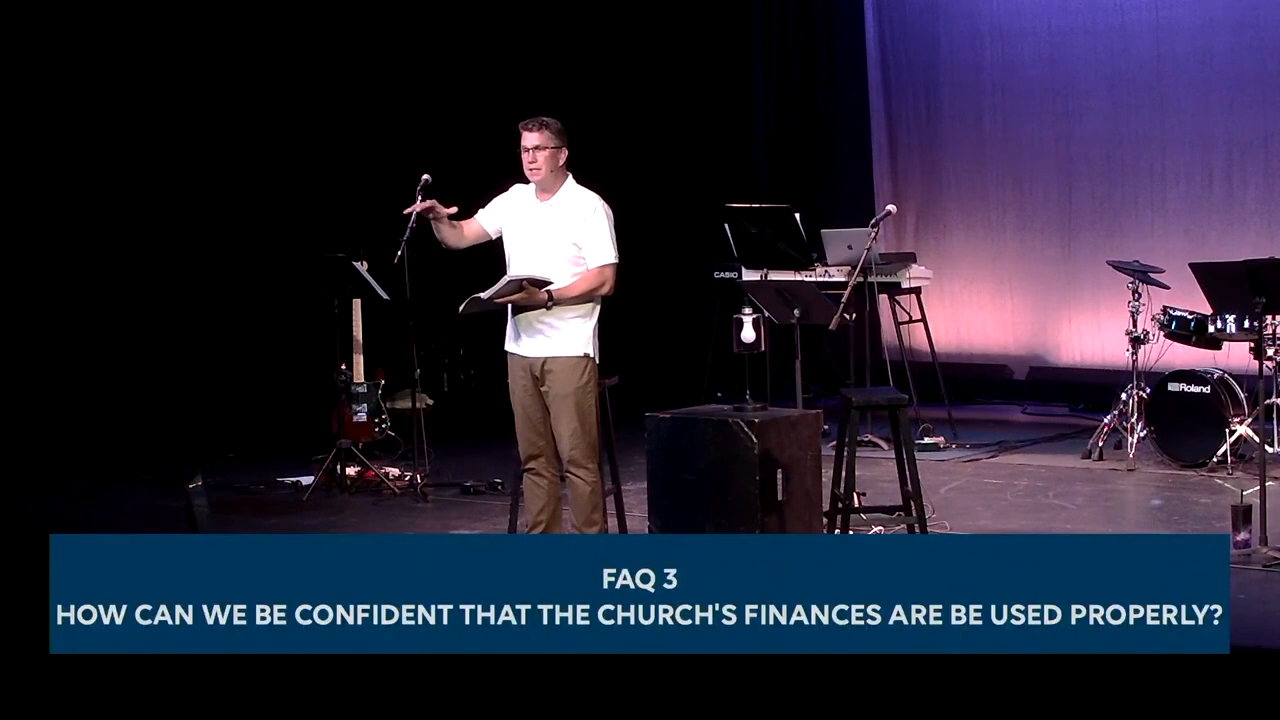 CASIO
Roland
FAQ 3
HOW CAN WE BE CONFIDENT THAT THE CHURCH'S FINANCES ARE BE USED PROPERLY?